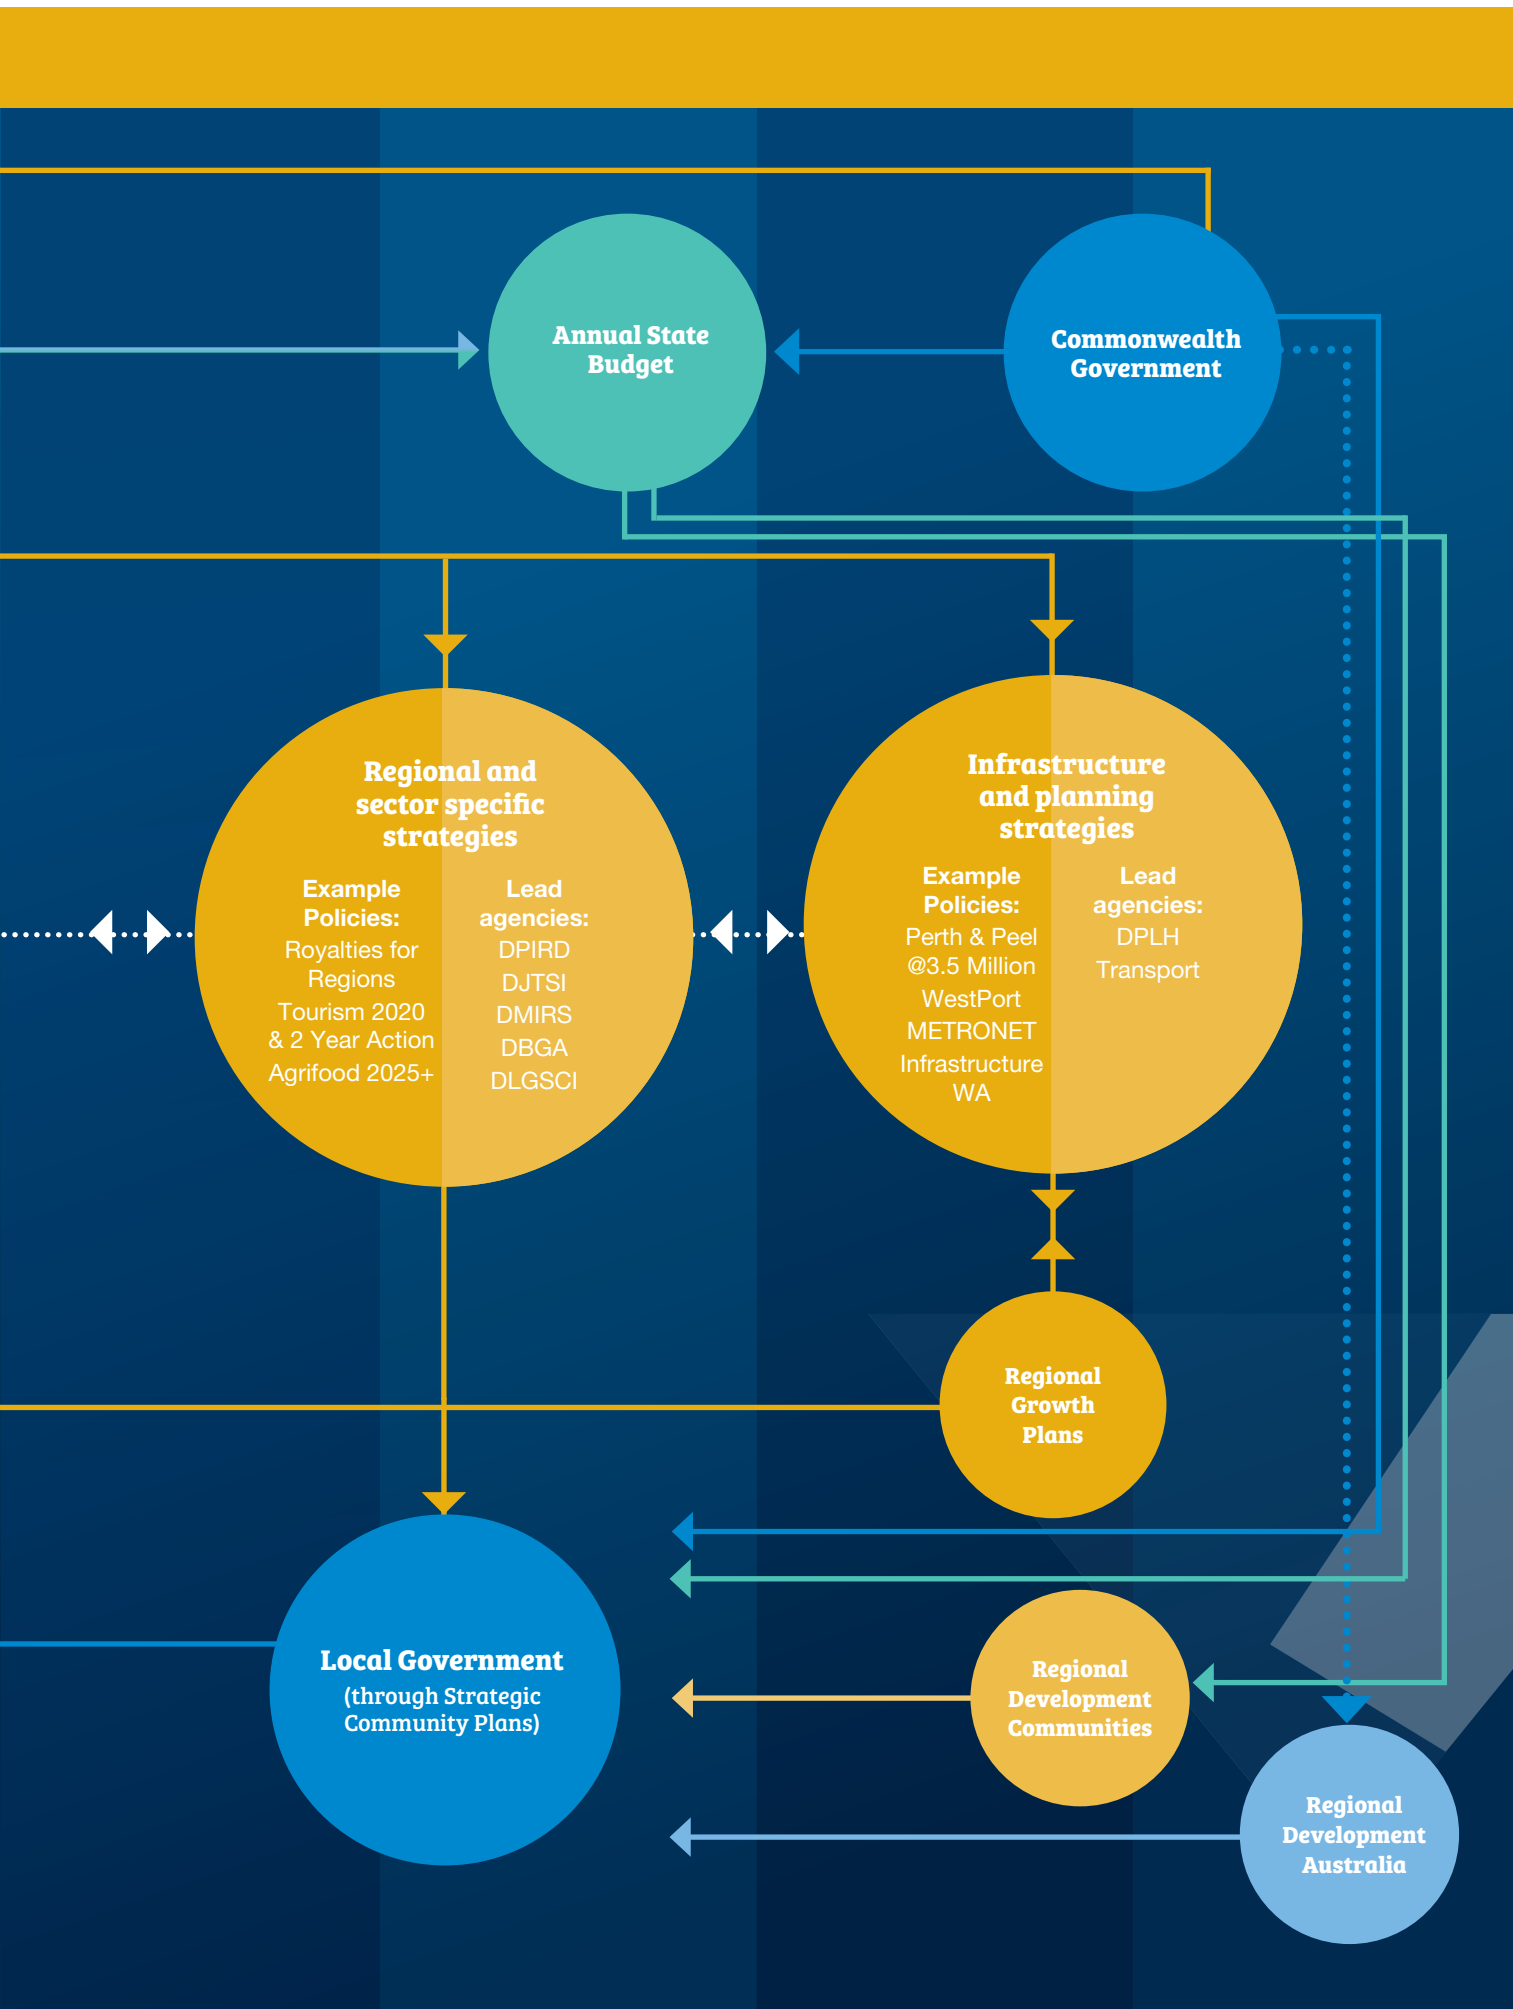 Annual State
Budget
Commonwealth
Government
Regional and
sector specific
strategies
Example
Policies:
Royalties for
Regions
Tourism 2020
& 2 Year Action
Agrifood 2025+
Lead
agencies:
DPIRD
DJTSI
DMIRS
DBGA
DLGSCI
Infrastructure
and planning
strategies
Example
Policies:
Perth & Peel
@3.5 Million
WestPort
METRONET
Infrastructure
WA
Lead
agencies:
DPLH
Transport
Regional
Growth
Plans
Local Government
(through Strategic
Community Plans)
Regional
Development
Communities
Regional
Development
Australia